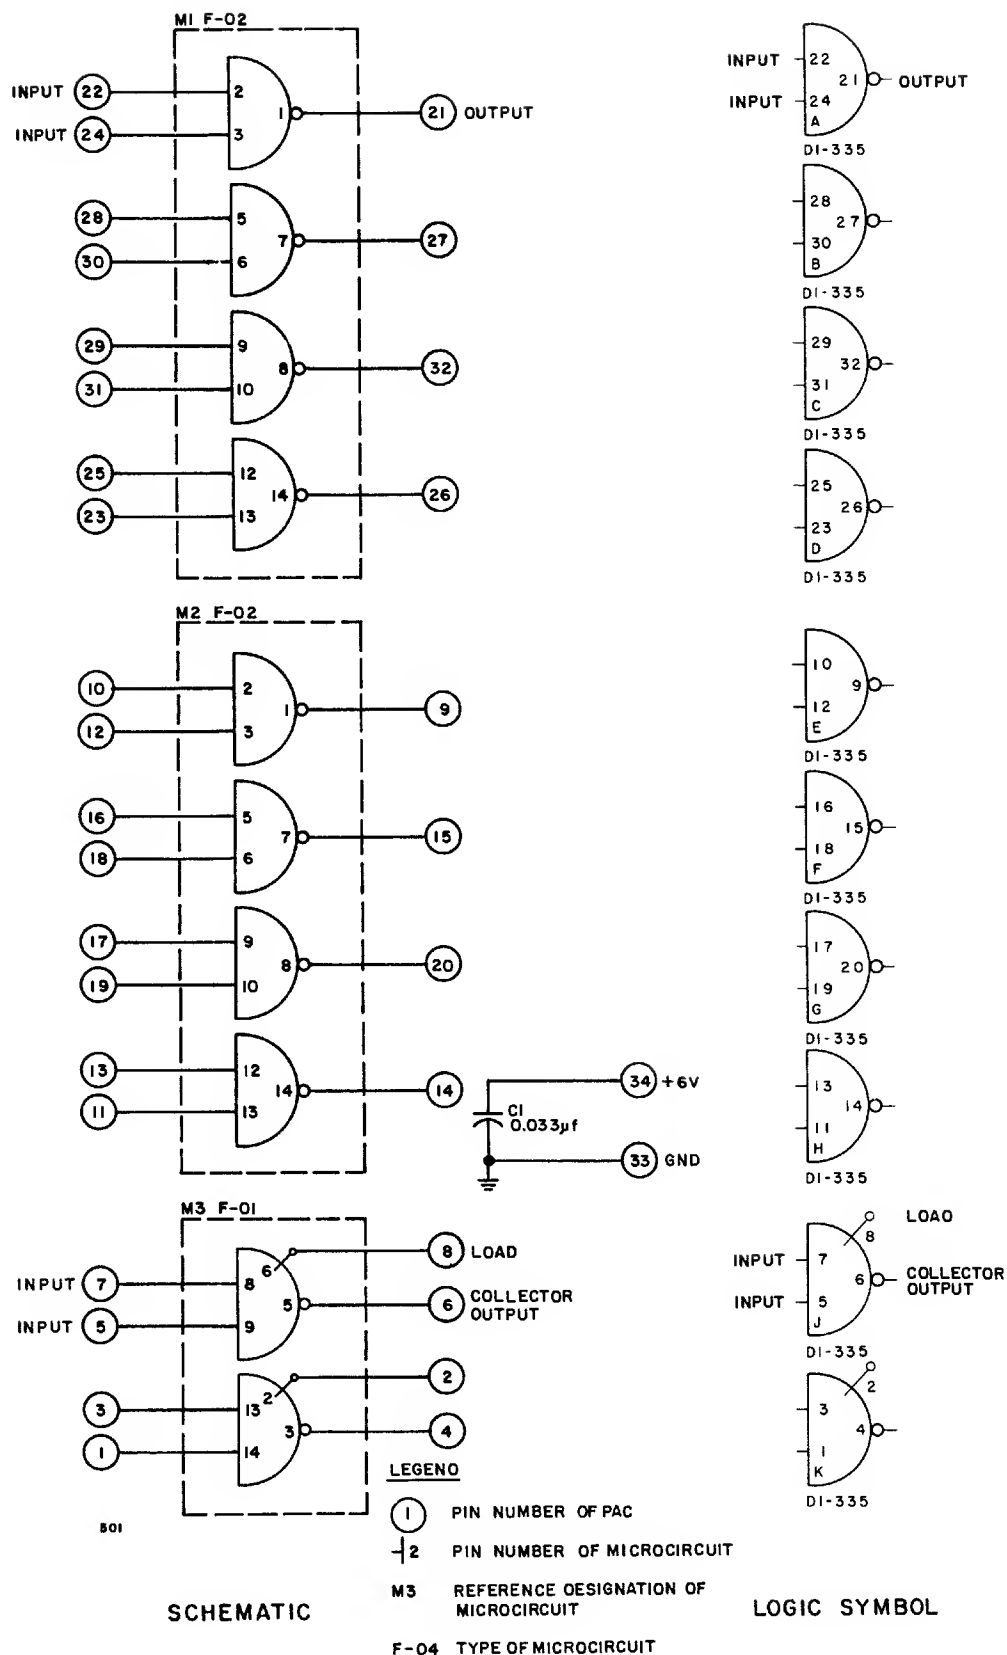 M1 F-02
INPUT 22 2 1 21 OUTPUT
INPUT 24 3
28 5 7 27
30 6
29 9 8 32
31 10
25 12 14 26
23 13
M2 F-02
10 2 1 9
12 3
16 5 7 15
18 6
17 9 8 20
19 10
13 12 14 14
11 13
34 +6V
C1
0.033µf
33 GND
M3 F-01
8 LOAD
6
INPUT 7 8 5 6 COLLECTOR
OUTPUT
INPUT 5 9
2 2
3 13 3 4
1 14
B01
LEGENO
1 PIN NUMBER OF PAC
2 PIN NUMBER OF MICROCIRCUIT
M3 REFERENCE OESIGNATION OF
MICROCIRCUIT
F-04 TYPE OF MICROCIRCUIT
SCHEMATIC
INPUT 22
21 OUTPUT
INPUT 24
A
DI-335
28
27
30
B
DI-335
29
32
31
C
DI-335
25
26
23
D
DI-335
10
9
12
E
DI-335
16
15
18
F
DI-335
17
20
19
G
DI-335
13
14
11
H
DI-335
LOAO
8
INPUT 7
6 COLLECTOR
OUTPUT
INPUT 5
J
DI-335
2
3
4
1
K
DI-335
LOGIC SYMBOL